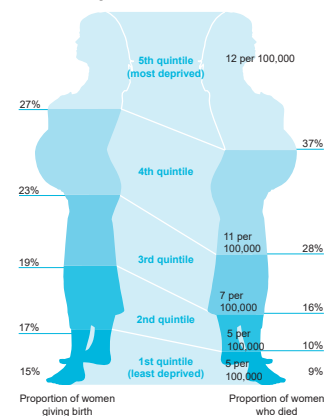 5th quintile
(most deprived)
12 per 100,000
27%
37%
4th quintile
23%
11 per
100,000
28%
3rd quintile
19%
7 per
100,000
16%
2nd quintile
17%
5 per
100,000
10%
1st quintile
(least deprived)
5 per
100,000
15%
9%
Proportion of women
giving birth
Proportion of women
who died